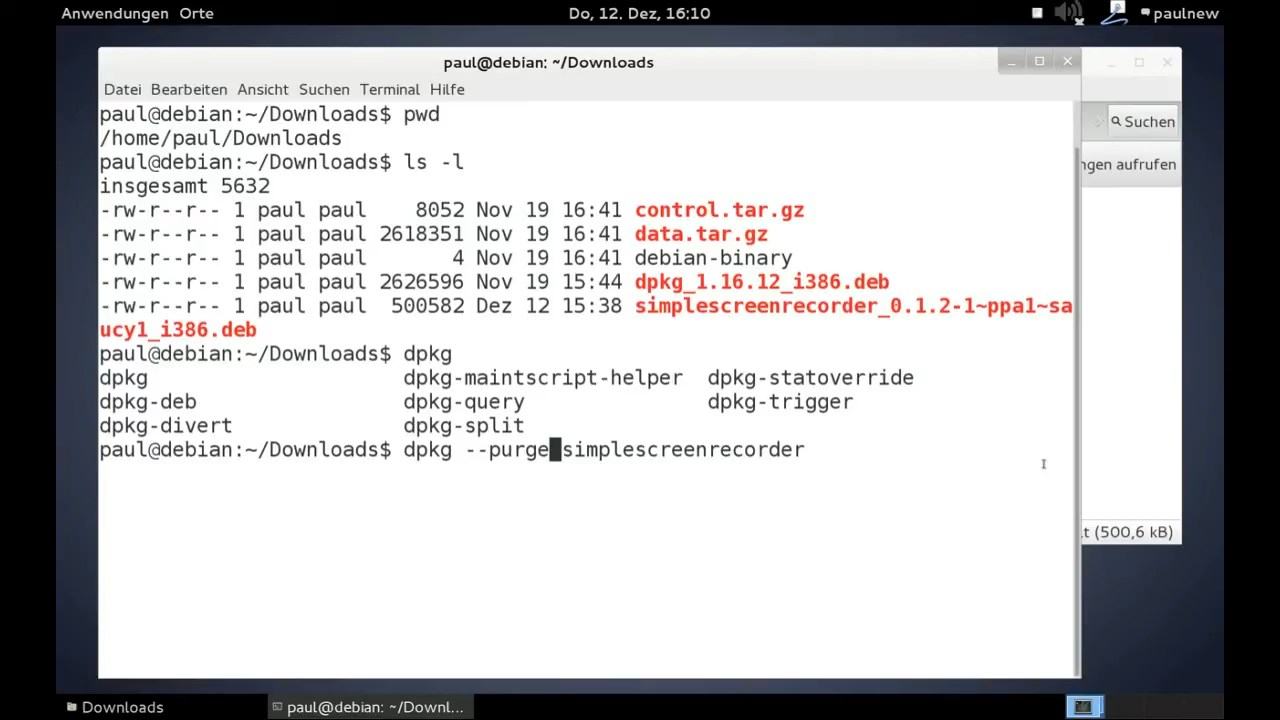 Anwendungen Orte Do, 12. Dez, 16:10 paulnew
paul@debian: ~/Downloads
Datei Bearbeiten Ansicht Suchen Terminal Hilfe
paul@debian:~/Downloads$ pwd
/home/paul/Downloads
paul@debian:~/Downloads$ ls -l
insgesamt 5632
-rw-r--r-- 1 paul paul    8052 Nov 19 16:41 control.tar.gz
-rw-r--r-- 1 paul paul 2618351 Nov 19 16:41 data.tar.gz
-rw-r--r-- 1 paul paul       4 Nov 19 16:41 debian-binary
-rw-r--r-- 1 paul paul 2626596 Nov 19 15:44 dpkg_1.16.12_i386.deb
-rw-r--r-- 1 paul paul  500582 Dez 12 15:38 simplescreenrecorder_0.1.2-1~ppa1~sa
ucy1_i386.deb
paul@debian:~/Downloads$ dpkg
dpkg                     dpkg-maintscript-helper  dpkg-statoverride
dpkg-deb                 dpkg-query               dpkg-trigger
dpkg-divert              dpkg-split
paul@debian:~/Downloads$ dpkg --purge simplescreenrecorder
Suchen
ngen aufrufen
t (500,6 kB)
Downloads paul@debian: ~/Downl...